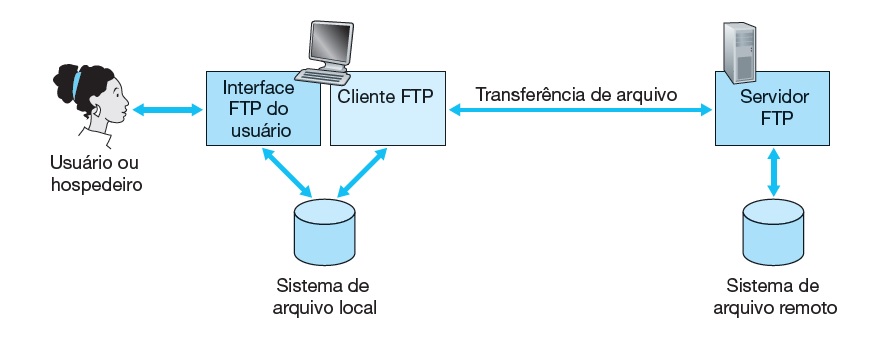 Usuário ou
hospedeiro
Interface
FTP do
usuário
Cliente FTP
Transferência de arquivo
Servidor
FTP
Sistema de
arquivo local
Sistema de
arquivo remoto